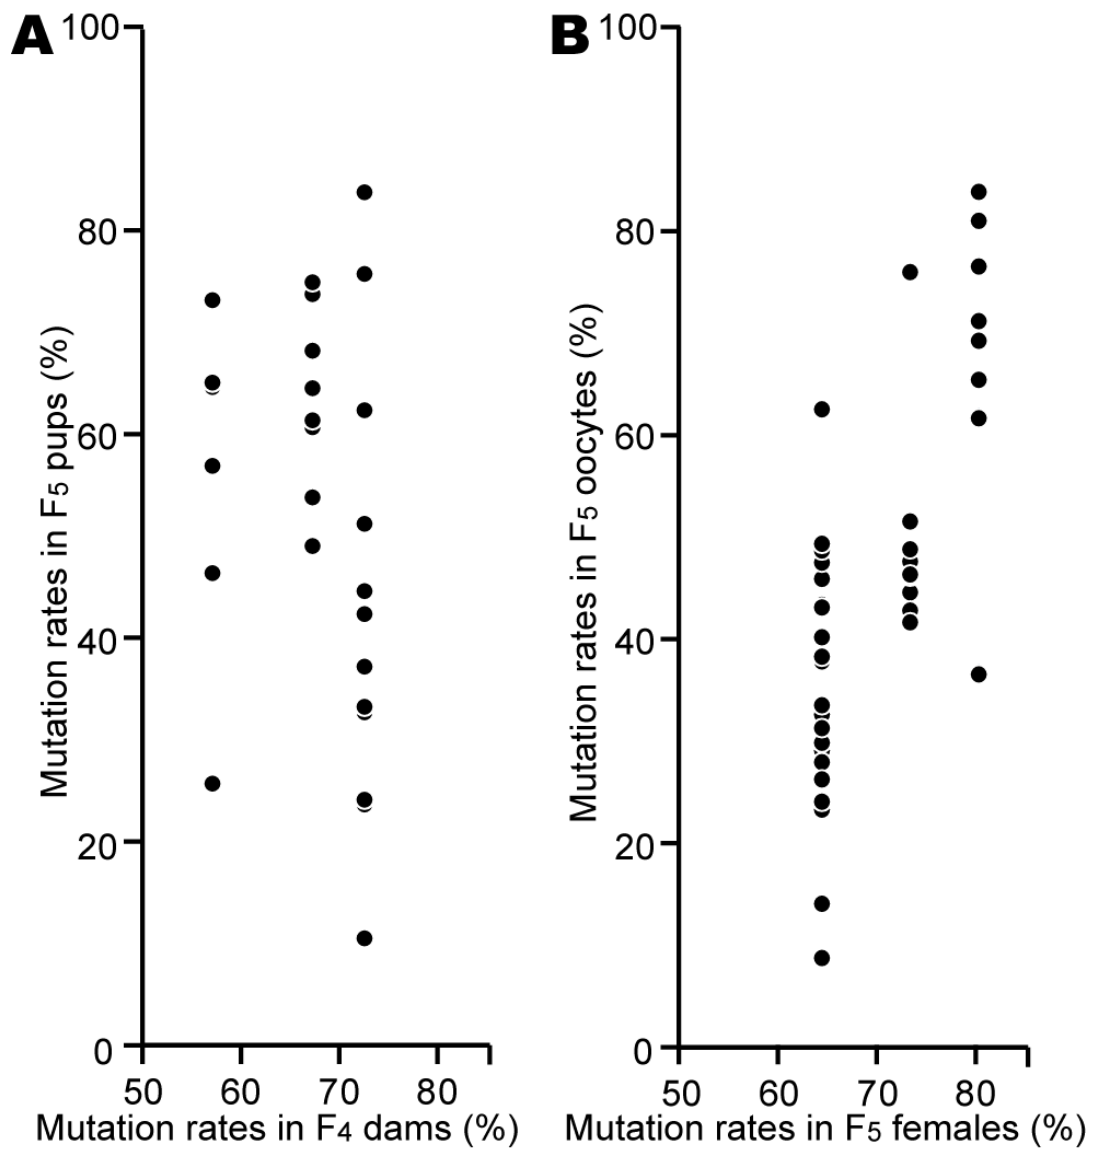 A
100
80
60
40
20
0
50 60 70 80
Mutation rates in F5 pups (%)
Mutation rates in F4 dams (%)
B
100
80
60
40
20
0
50 60 70 80
Mutation rates in F5 oocytes (%)
Mutation rates in F5 females (%)